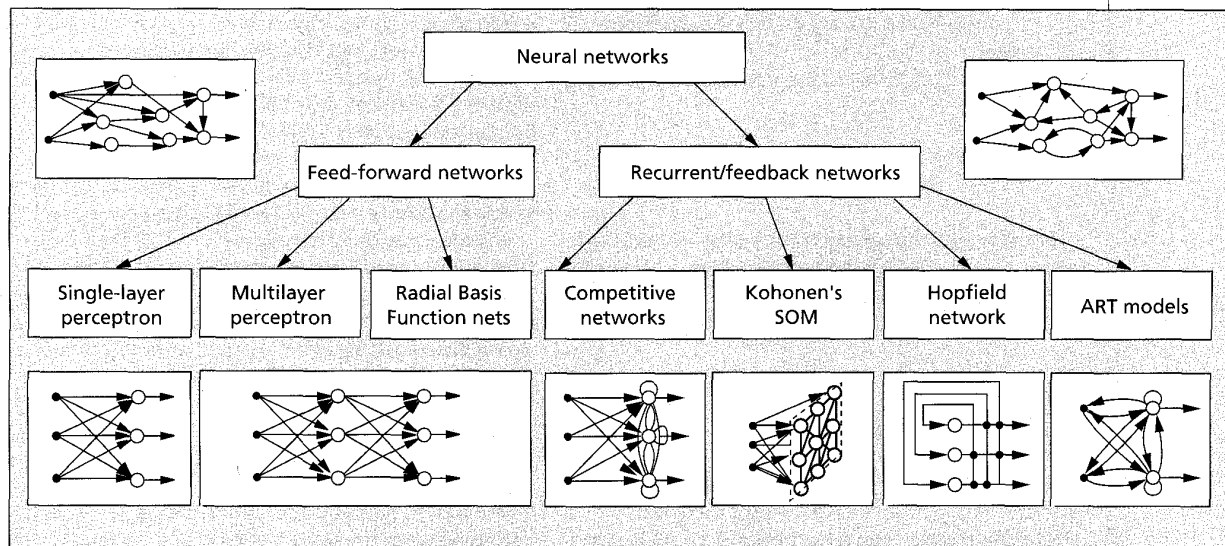 Neural networks
Feed-forward networks
Recurrent/feedback networks
Single-layer
perceptron
Multilayer
perceptron
Radial Basis
Function nets
Competitive
networks
Kohonen's
SOM
Hopfield
network
ART models